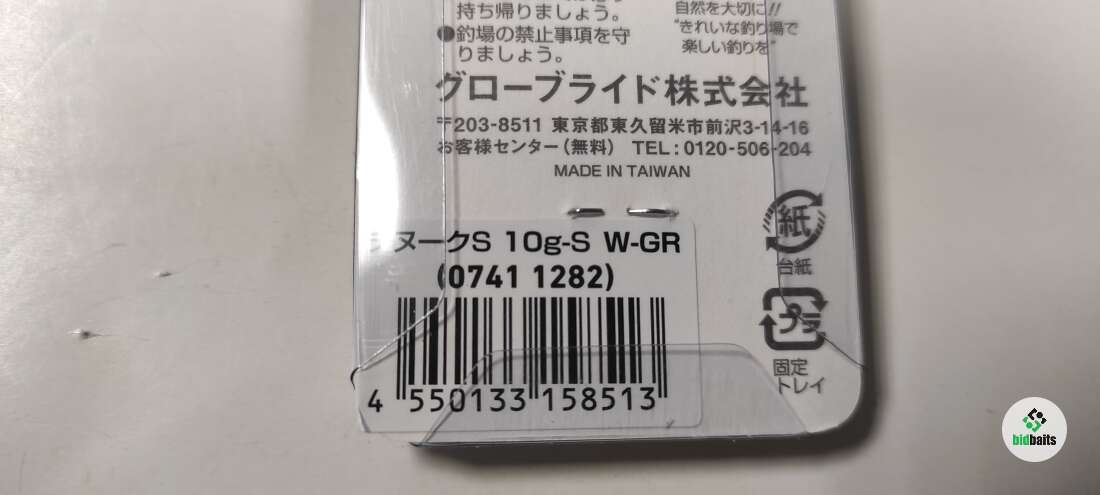 持ち帰りましょう。
●釣場の禁止事項を守
りましょう。
自然を大切に!!
"きれいな釣り場で
楽しい釣りを"
グローブライド株式会社
〒203-8511 東京都東久留米市前沢3-14-16
お客様センター(無料) TEL:0120-506-204
MADE IN TAIWAN
ヌークS 10g-S W-GR
(0741 1282)
4 550133 158513
紙
台紙
プラ
固定
トレイ
bidbaits